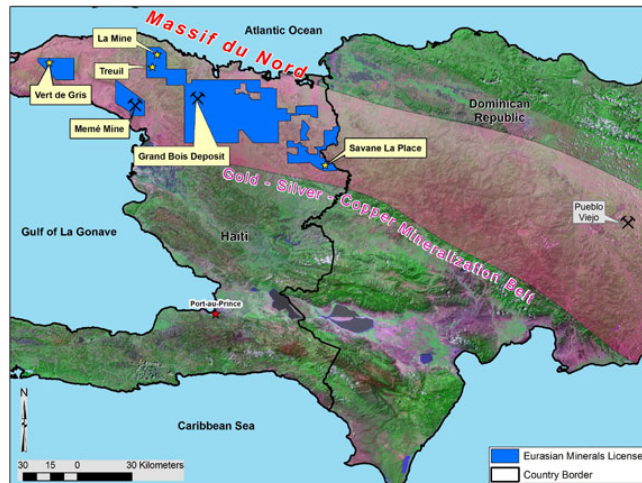 Atlantic Ocean
La Mine
Massif du Nord
Treuil
Vert de Gris
Dominican
Republic
Memé Mine
Grand Bois Deposit
Savane La Place
Gold - Silver - Copper Mineralization Belt
Pueblo
Viejo
Gulf of La Gonave
Haiti
Port-au-Prince
N
Caribbean Sea
30 15 0 30 Kilometers
Eurasian Minerals License
Country Border